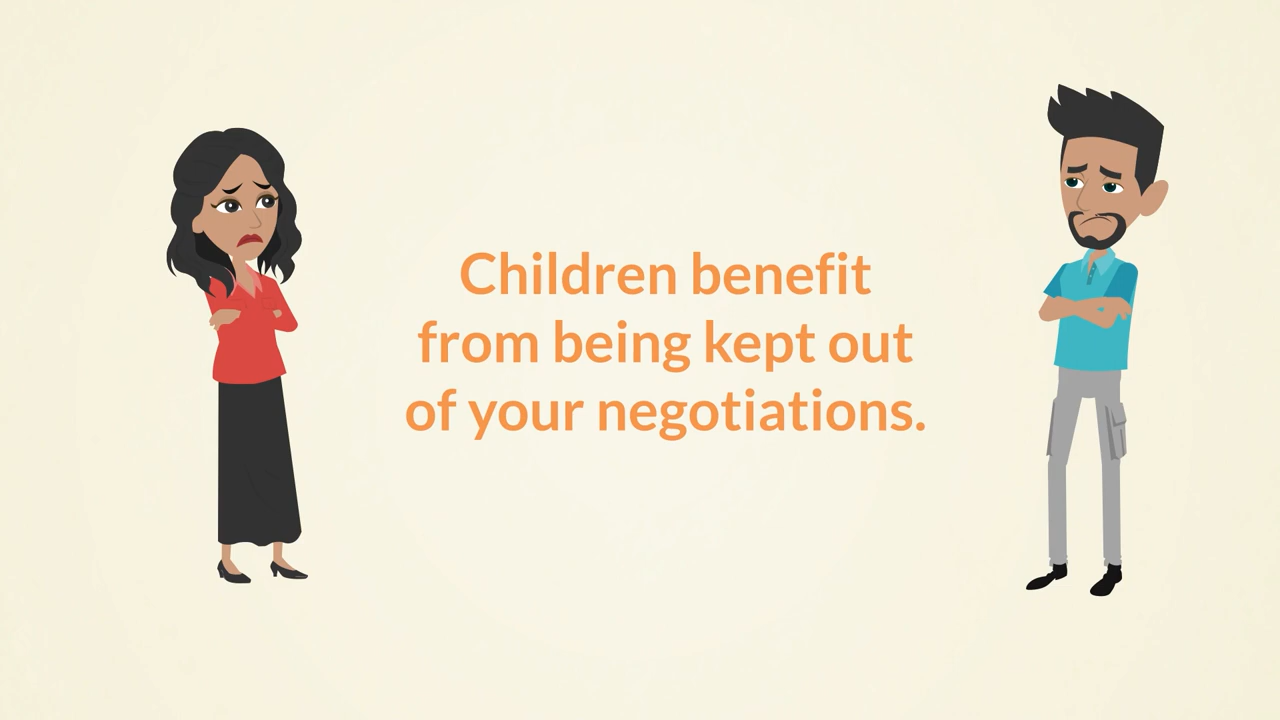 Children benefit
from being kept out
of your negotiations.